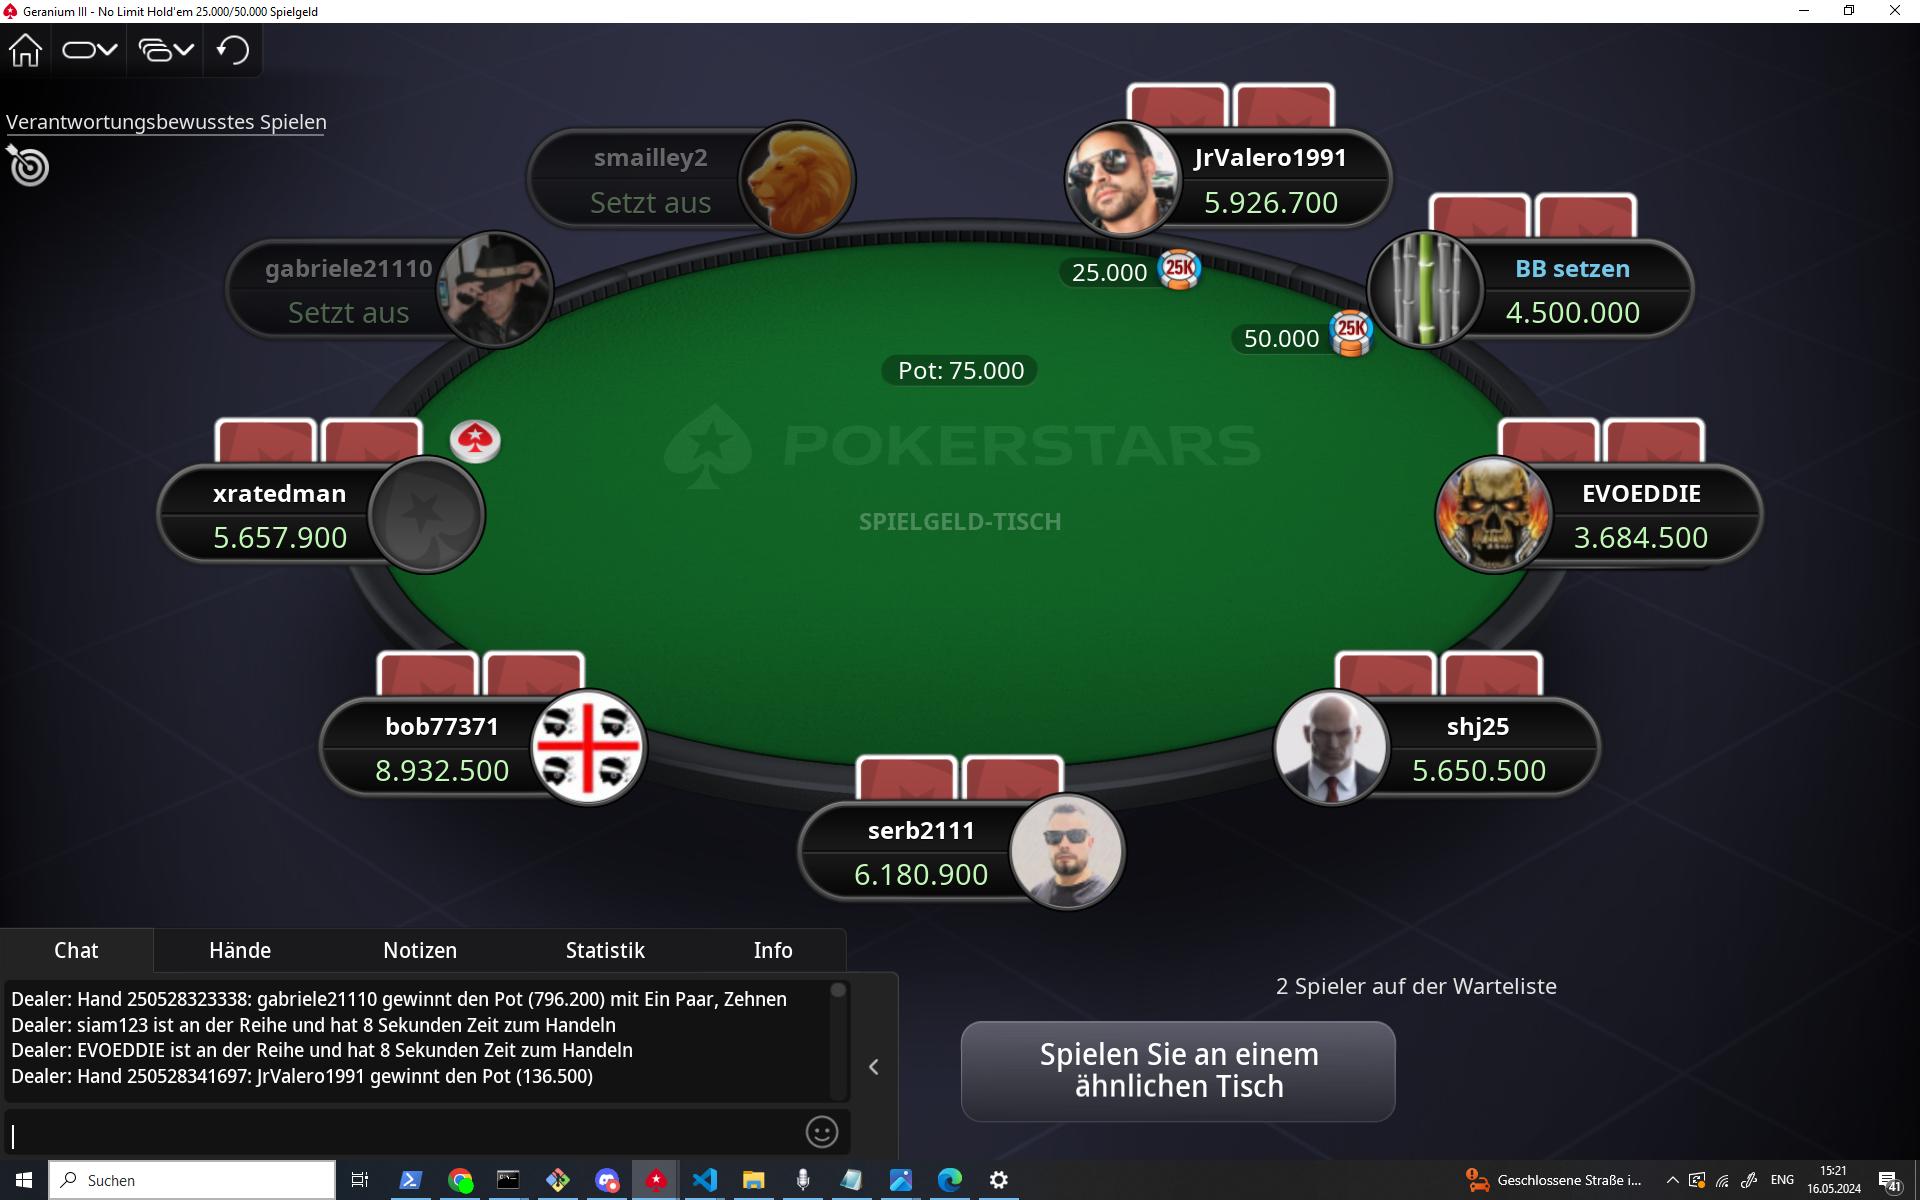 Geranium III - No Limit Hold'em 25.000/50.000 Spielgeld
Verantwortungsbewusstes Spielen
smailley2
Setzt aus
JrValero1991
5.926.700
gabriele21110
Setzt aus
BB setzen
4.500.000
25.000
25K
50.000
25K
Pot: 75.000
POKERSTARS
SPIELGELD-TISCH
xratedman
5.657.900
EVOEDDIE
3.684.500
bob77371
8.932.500
shj25
5.650.500
serb2111
6.180.900
Chat
Hände
Notizen
Statistik
Info
Dealer: Hand 250528323338: gabriele21110 gewinnt den Pot (796.200) mit Ein Paar, Zehnen
Dealer: siam123 ist an der Reihe und hat 8 Sekunden Zeit zum Handeln
Dealer: EVOEDDIE ist an der Reihe und hat 8 Sekunden Zeit zum Handeln
Dealer: Hand 250528341697: JrValero1991 gewinnt den Pot (136.500)
2 Spieler auf der Warteliste
Spielen Sie an einem
ähnlichen Tisch
Suchen
Geschlossene Straße i...
ENG
15:21
16.05.2024
41